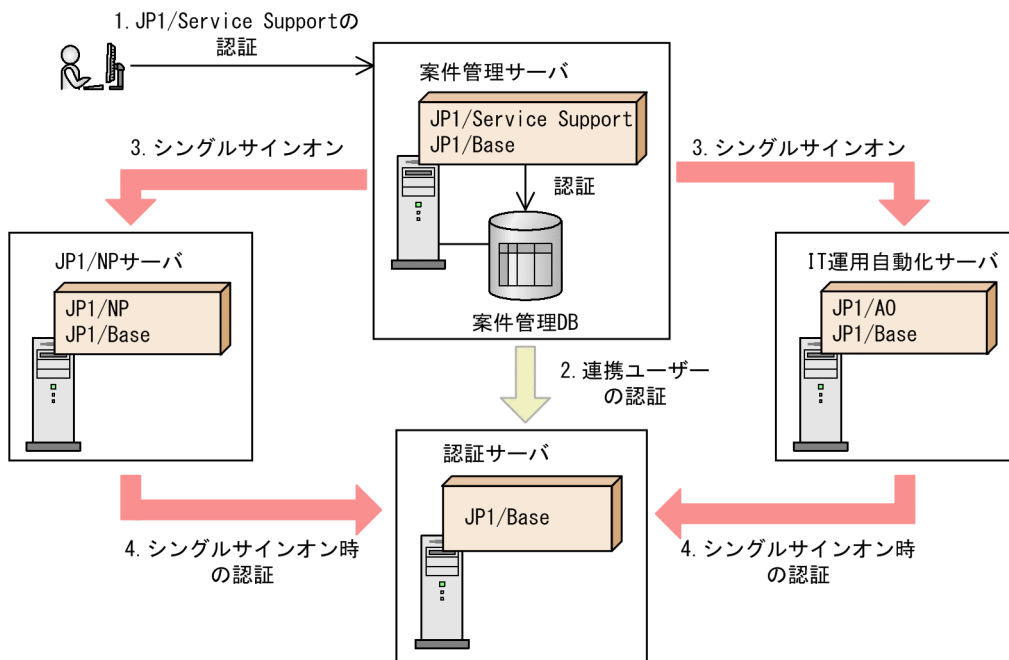 1. JP1/Service Supportの
認証
案件管理サーバ
JP1/Service Support
JP1/Base
認証
案件管理DB
3. シングルサインオン
3. シングルサインオン
JP1/NPサーバ
JP1/NP
JP1/Base
IT運用自動化サーバ
JP1/AO
JP1/Base
2. 連携ユーザー
の認証
認証サーバ
JP1/Base
4. シングルサインオン時
の認証
4. シングルサインオン時
の認証